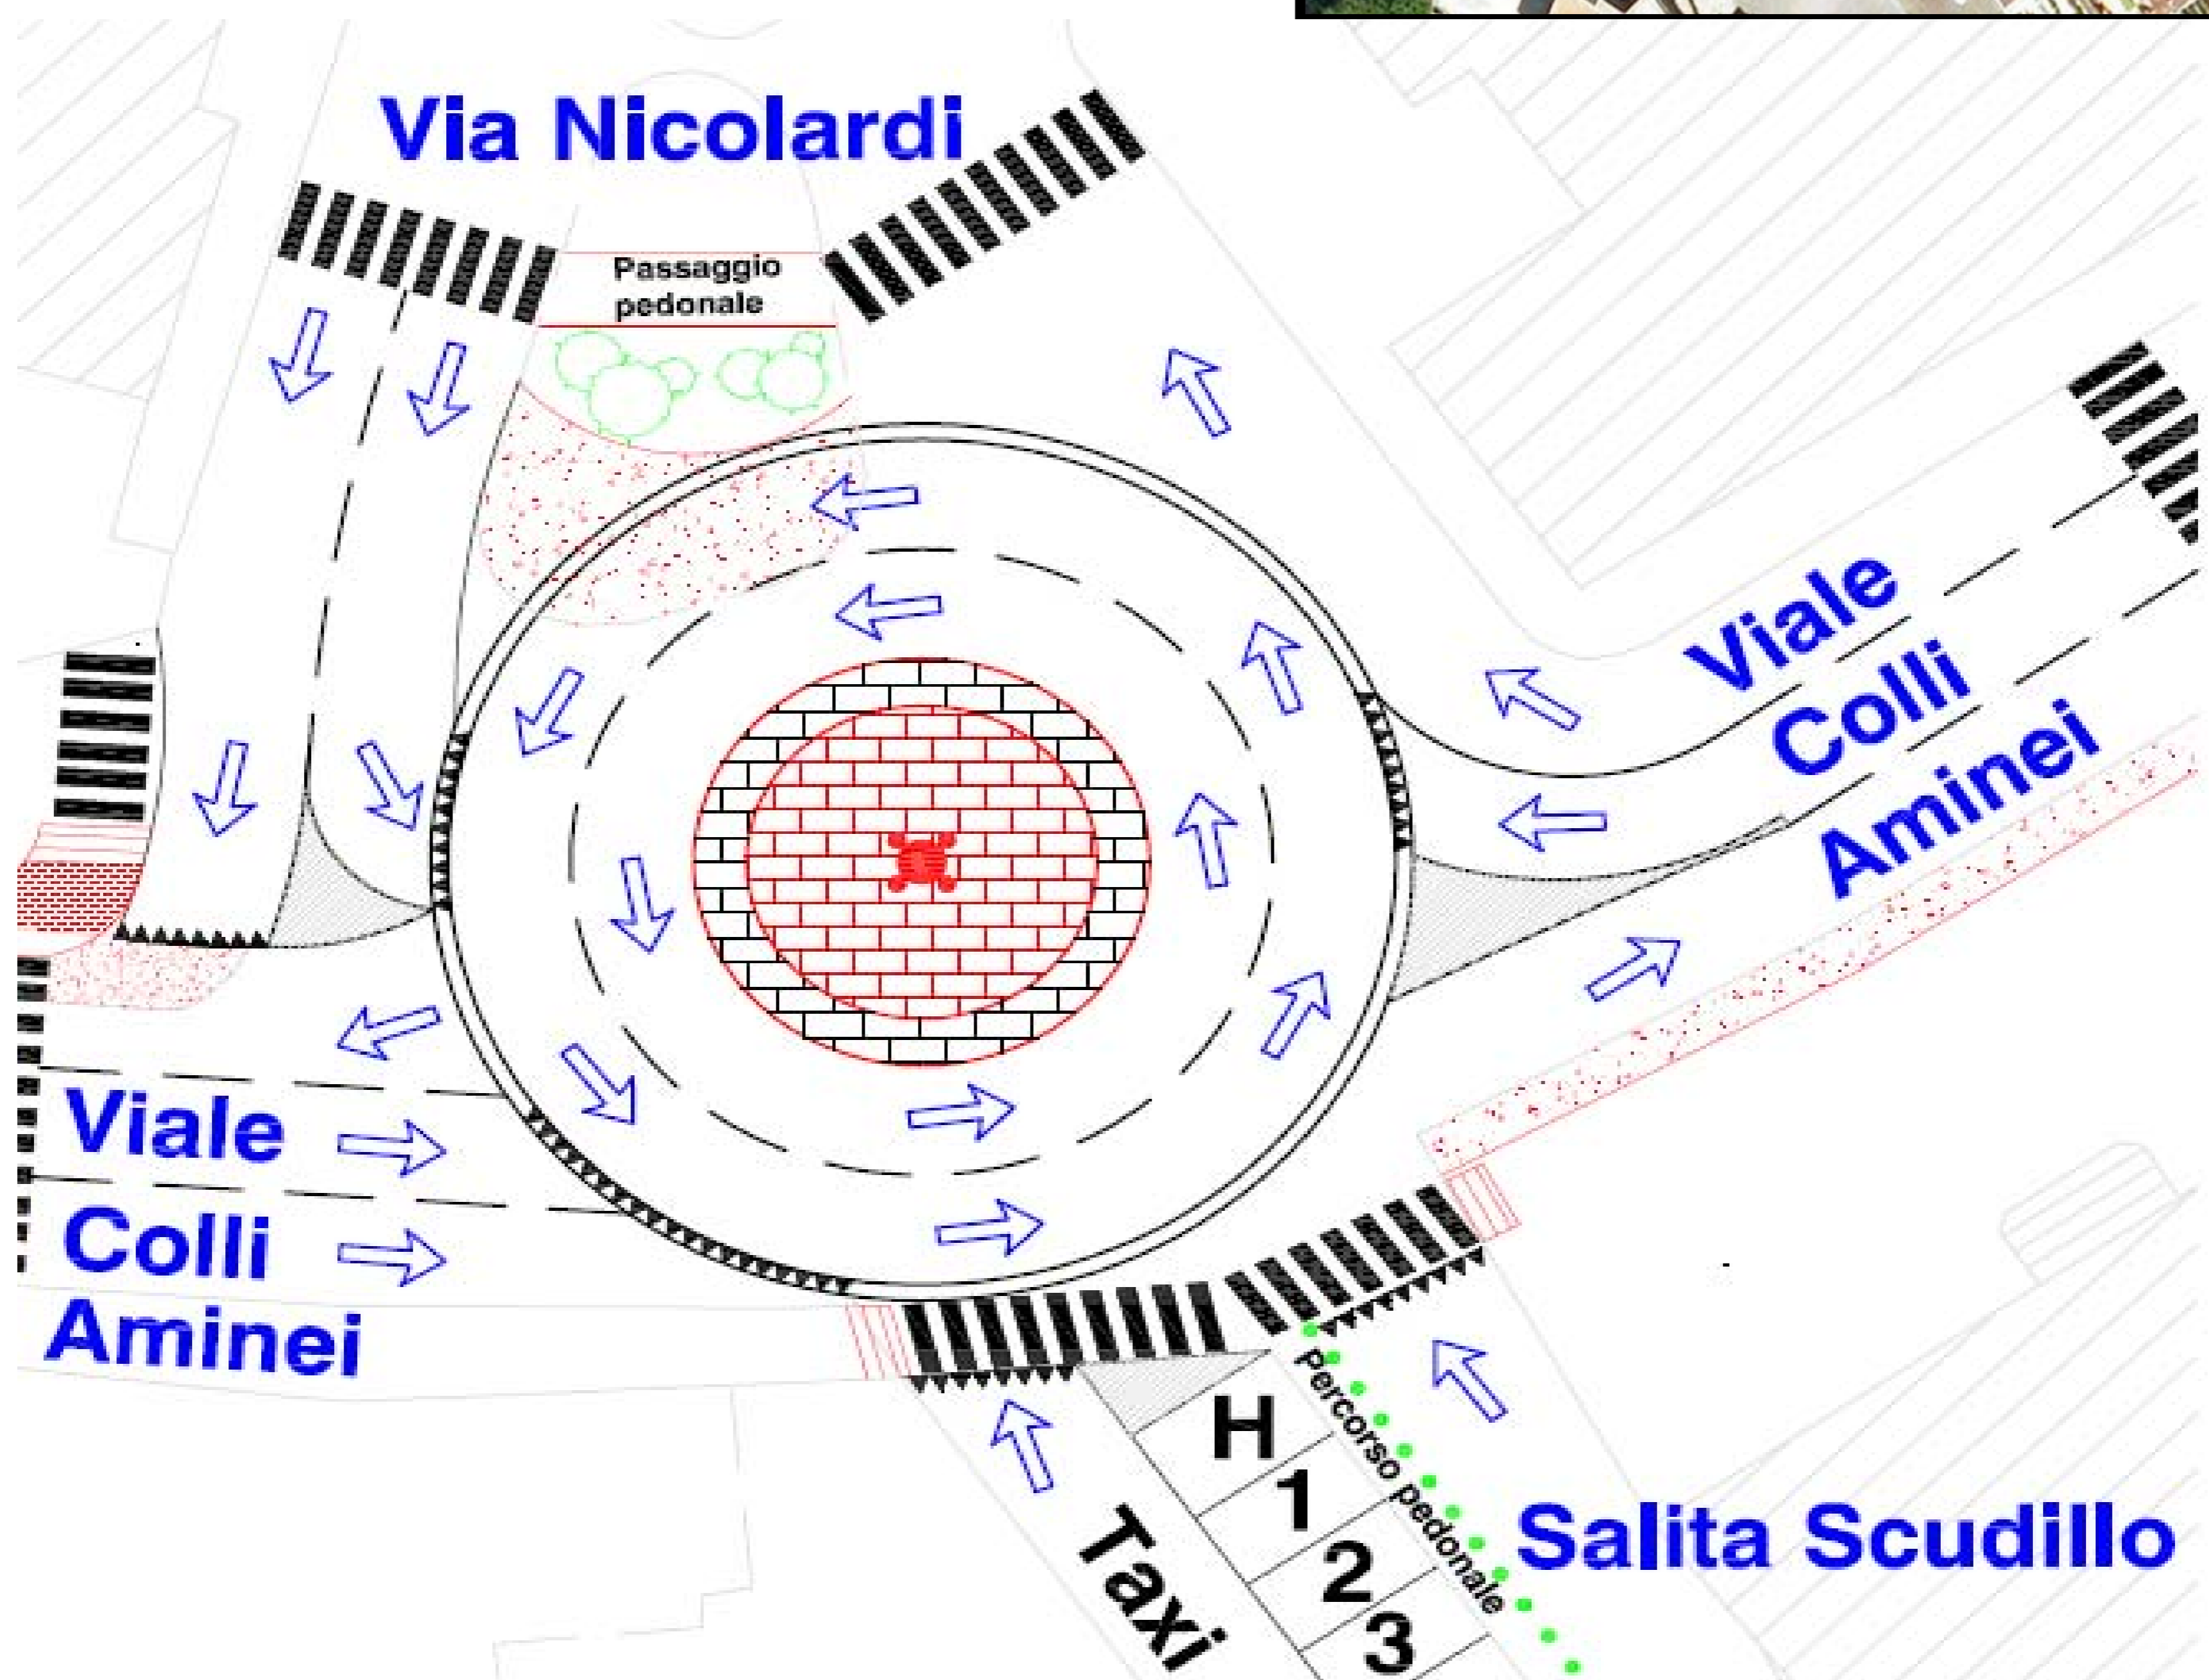 Via Nicolardi
Passaggio
pedonale
Viale
Colli
Aminei
Viale
Colli
Aminei
H
1
2
3
Percorso pedonale
Taxi
Salita Scudillo